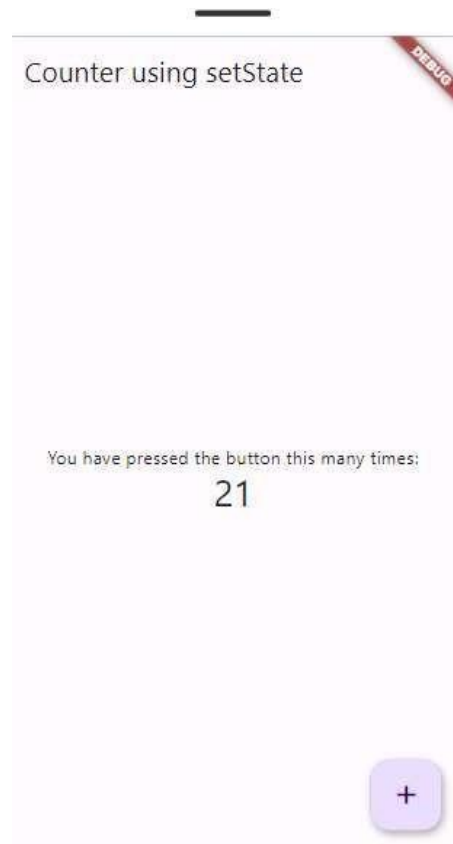 DEBUG
Counter using setState
You have pressed the button this many times:
21
+